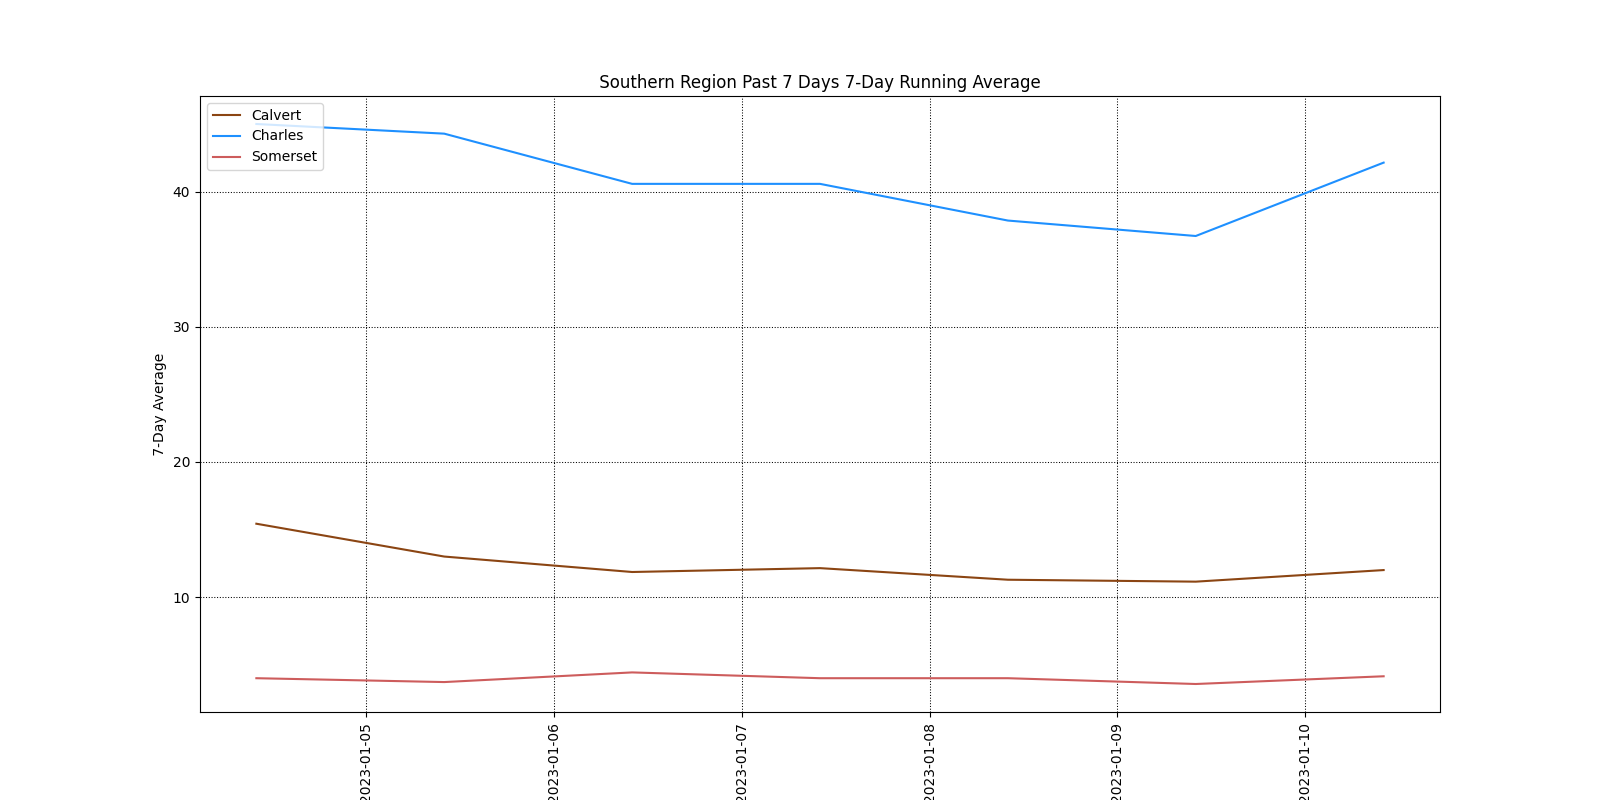 Southern Region Past 7 Days 7-Day Running Average
Calvert
Charles
Somerset
40
30
20
10
7-Day Average
2023-01-05
2023-01-06
2023-01-07
2023-01-08
2023-01-09
2023-01-10